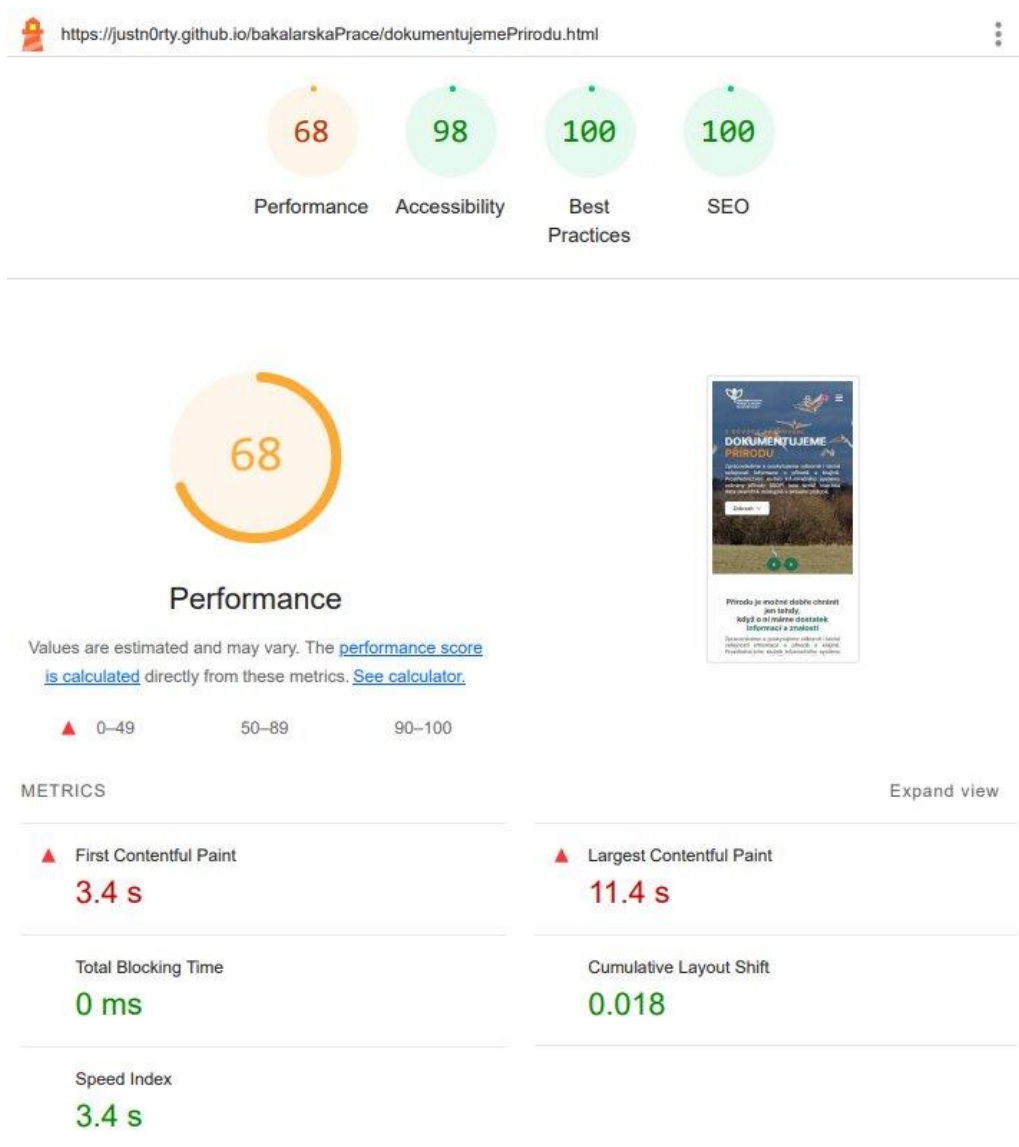 https://justn0rty.github.io/bakalarskaPrace/dokumentujemePrirodu.html
68
98
100
100
Performance
Accessibility
Best
Practices
SEO
68
Performance
Values are estimated and may vary. The performance score
is calculated directly from these metrics. See calculator.
0–49
50–89
90–100
DOKUMENTUJEME
PŘÍRODU
Zobrazit
Přírodu je možné dobře chránit
jen tehdy,
když o ní máme dostatek
informací a znalostí
METRICS
Expand view
First Contentful Paint
3.4 s
Largest Contentful Paint
11.4 s
Total Blocking Time
0 ms
Cumulative Layout Shift
0.018
Speed Index
3.4 s